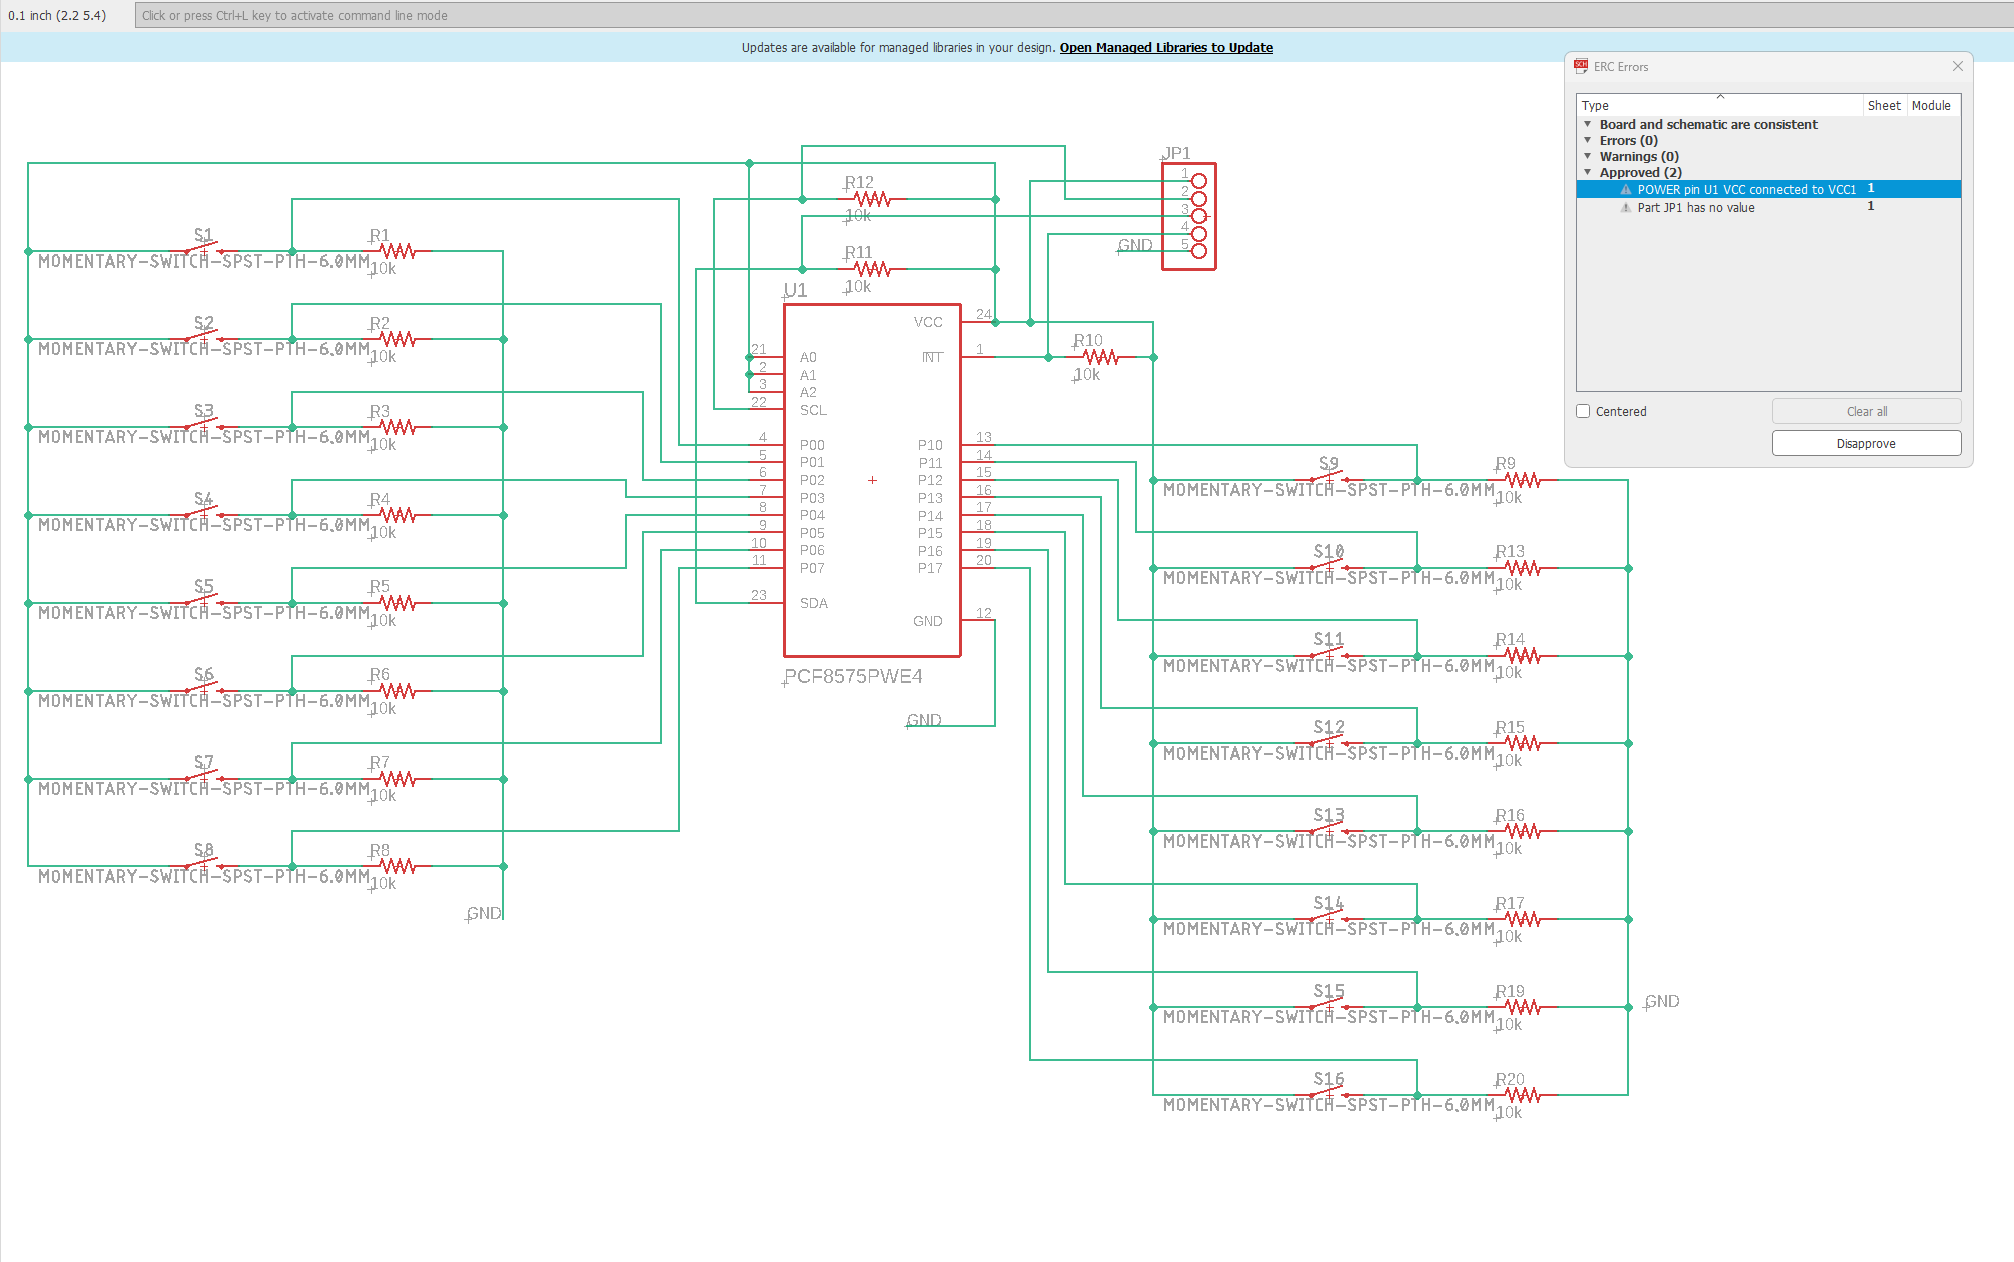 0.1 inch (2.2 5.4)
Click or press Ctrl+L key to activate command line mode
Updates are available for managed libraries in your design. Open Managed Libraries to Update
ERC Errors
Type Sheet Module
Board and schematic are consistent
Errors (0)
Warnings (0)
Approved (2)
POWER pin U1 VCC connected to VCC1 1
Part JP1 has no value 1
Centered
Clear all
Disapprove
JP1
1
2
3
4
5
GND
R12
10k
R11
10k
R10
10k
U1
VCC 24
INT 1
21 A0
2 A1
3 A2
22 SCL
4 P00
5 P01
6 P02
7 P03
8 P04
9 P05
10 P06
11 P07
23 SDA
P10 13
P11 14
P12 15
P13 16
P14 17
P15 18
P16 19
P17 20
GND 12
PCF8575PWE4
GND
S1 R1
MOMENTARY-SWITCH-SPST-PTH-6.0MM 10k
S2 R2
MOMENTARY-SWITCH-SPST-PTH-6.0MM 10k
S3 R3
MOMENTARY-SWITCH-SPST-PTH-6.0MM 10k
S4 R4
MOMENTARY-SWITCH-SPST-PTH-6.0MM 10k
S5 R5
MOMENTARY-SWITCH-SPST-PTH-6.0MM 10k
S6 R6
MOMENTARY-SWITCH-SPST-PTH-6.0MM 10k
S7 R7
MOMENTARY-SWITCH-SPST-PTH-6.0MM 10k
S8 R8
MOMENTARY-SWITCH-SPST-PTH-6.0MM 10k
GND
S9 R9
MOMENTARY-SWITCH-SPST-PTH-6.0MM 10k
S10 R13
MOMENTARY-SWITCH-SPST-PTH-6.0MM 10k
S11 R14
MOMENTARY-SWITCH-SPST-PTH-6.0MM 10k
S12 R15
MOMENTARY-SWITCH-SPST-PTH-6.0MM 10k
S13 R16
MOMENTARY-SWITCH-SPST-PTH-6.0MM 10k
S14 R17
MOMENTARY-SWITCH-SPST-PTH-6.0MM 10k
S15 R19
MOMENTARY-SWITCH-SPST-PTH-6.0MM 10k
GND
S16 R20
MOMENTARY-SWITCH-SPST-PTH-6.0MM 10k